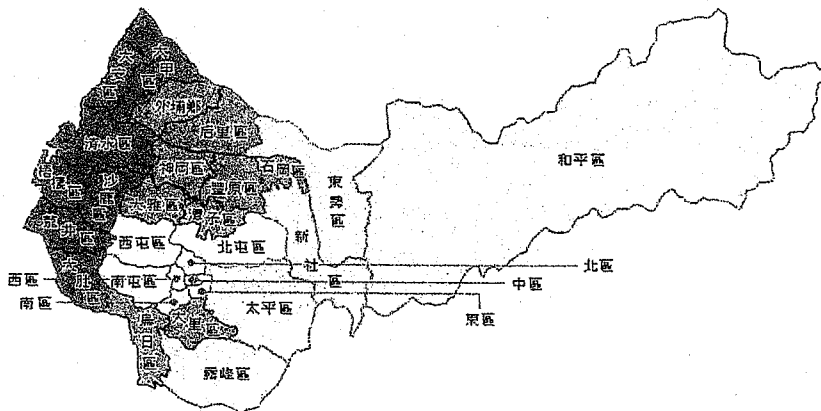 大安區
大甲區
外埔鄉
后里區
清水區
神岡區
石岡區
和平區
梧棲區
沙鹿區
豐原區
東勢區
大雅區
潭子區
龍井區
西屯區
北屯區
新社區
大肚區
西區
南屯區
北區
中區
南區
東區
太平區
烏日區
大里區
霧峰區